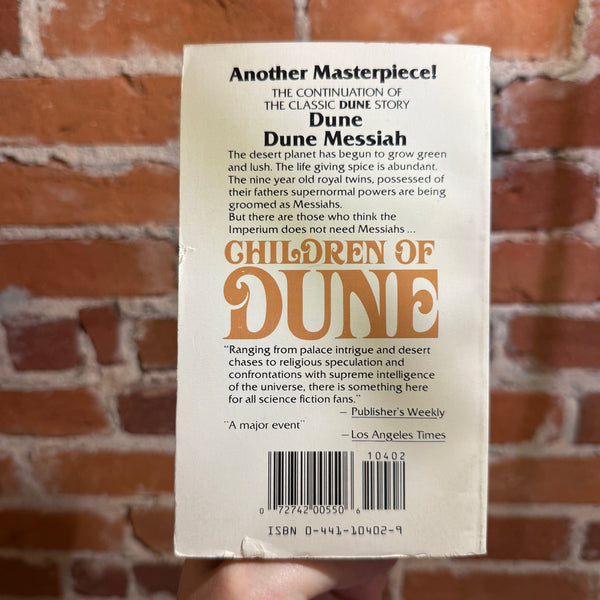 Another Masterpiece!
THE CONTINUATION OF
THE CLASSIC DUNE STORY
Dune
Dune Messiah
The desert planet has begun to grow green
and lush. The life giving spice is abundant.
The nine year old royal twins, possessed of
their fathers supernormal powers are being
groomed as Messiahs.
But there are those who think the
Imperium does not need Messiahs ...
CHILDREN OF
DUNE
"Ranging from palace intrigue and desert
chases to religious speculation and
confrontations with supreme intelligence
of the universe, there is something here
for all science fiction fans."
— Publisher's Weekly
"A major event"
— Los Angeles Times
10402
0 72742 00550 6
ISBN 0-441-10402-9